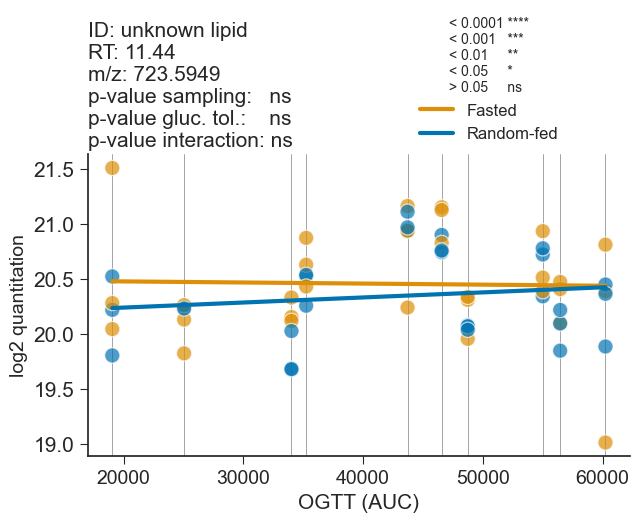 ID: unknown lipid
RT: 11.44
m/z: 723.5949
p-value sampling: ns
p-value gluc. tol.: ns
p-value interaction: ns
< 0.0001 ****
< 0.001 ***
< 0.01 **
< 0.05 *
> 0.05 ns
Fasted
Random-fed
log2 quantitation
21.5
21.0
20.5
20.0
19.5
19.0
20000 30000 40000 50000 60000
OGTT (AUC)